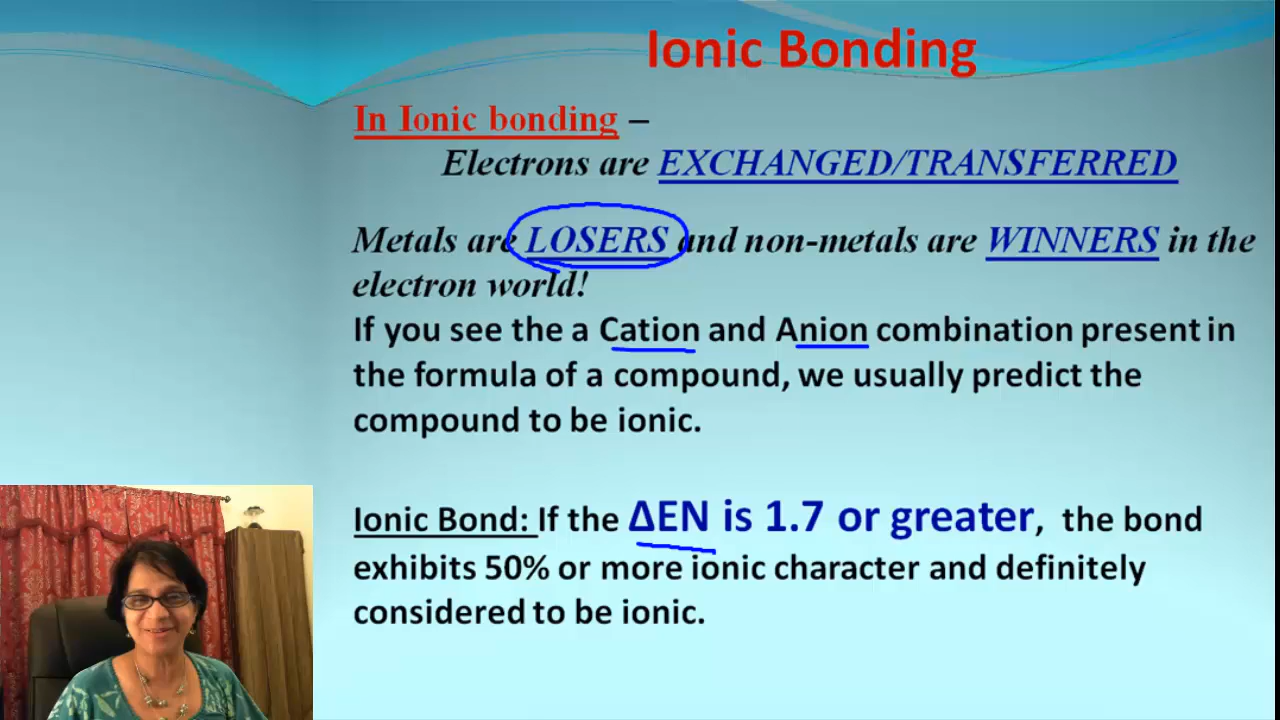 Ionic Bonding
In Ionic bonding –
Electrons are EXCHANGED/TRANSFERRED
Metals are LOSERS and non-metals are WINNERS in the
electron world!
If you see the a Cation and Anion combination present in
the formula of a compound, we usually predict the
compound to be ionic.
Ionic Bond: If the ΔEN is 1.7 or greater, the bond
exhibits 50% or more ionic character and definitely
considered to be ionic.